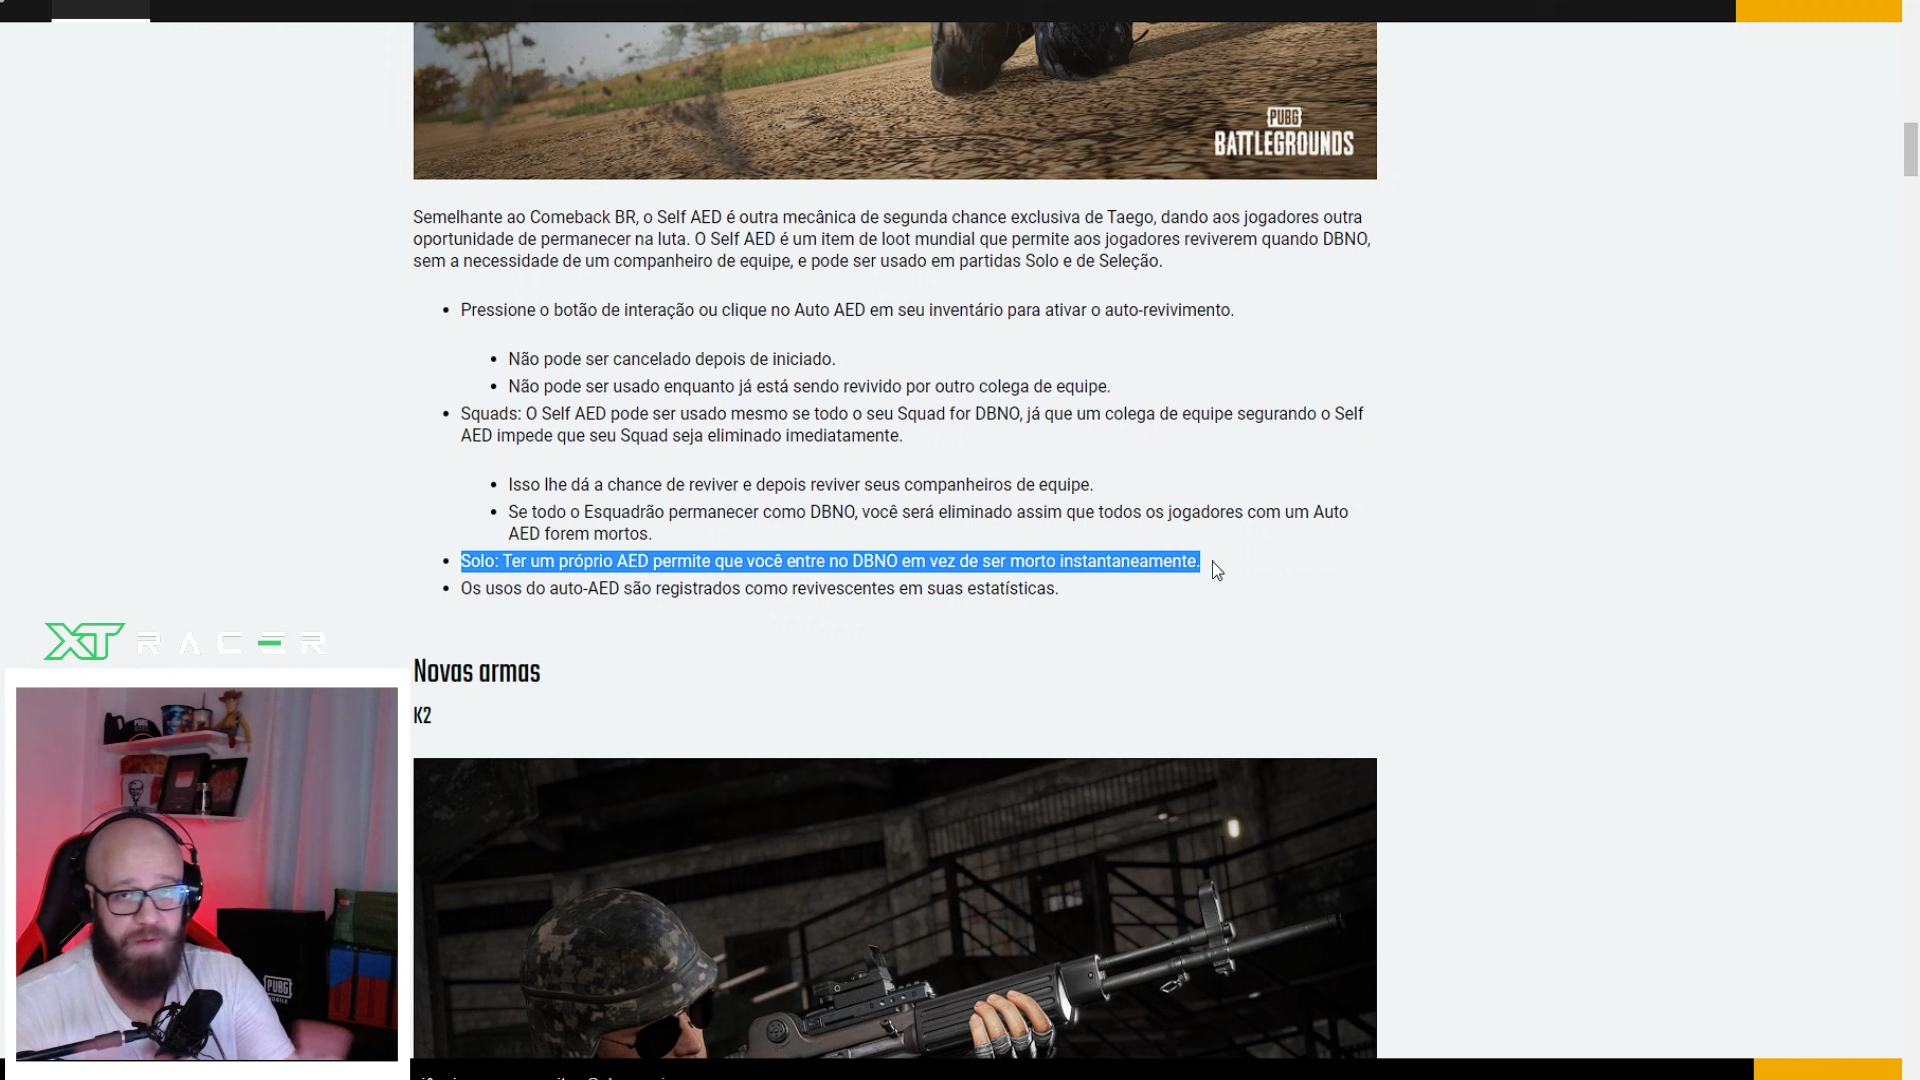 PUBG
BATTLEGROUNDS
Semelhante ao Comeback BR, o Self AED é outra mecânica de segunda chance exclusiva de Taego, dando aos jogadores outra
oportunidade de permanecer na luta. O Self AED é um item de loot mundial que permite aos jogadores reviverem quando DBNO,
sem a necessidade de um companheiro de equipe, e pode ser usado em partidas Solo e de Seleção.
• Pressione o botão de interação ou clique no Auto AED em seu inventário para ativar o auto-revivimento.
• Não pode ser cancelado depois de iniciado.
• Não pode ser usado enquanto já está sendo revivido por outro colega de equipe.
• Squads: O Self AED pode ser usado mesmo se todo o seu Squad for DBNO, já que um colega de equipe segurando o Self
AED impede que seu Squad seja eliminado imediatamente.
• Isso lhe dá a chance de reviver e depois reviver seus companheiros de equipe.
• Se todo o Esquadrão permanecer como DBNO, você será eliminado assim que todos os jogadores com um Auto
AED forem mortos.
• Solo: Ter um próprio AED permite que você entre no DBNO em vez de ser morto instantaneamente.
• Os usos do auto-AED são registrados como revivescentes em suas estatísticas.
XT RACER
Novas armas
K2
PUBG
PUBG
MOBILE